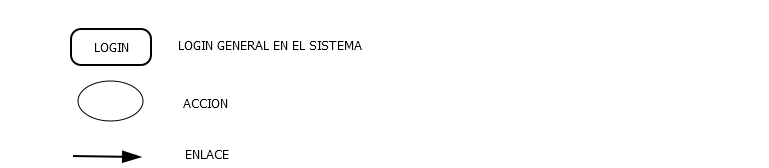 LOGIN LOGIN GENERAL EN EL SISTEMA
ACCION
ENLACE